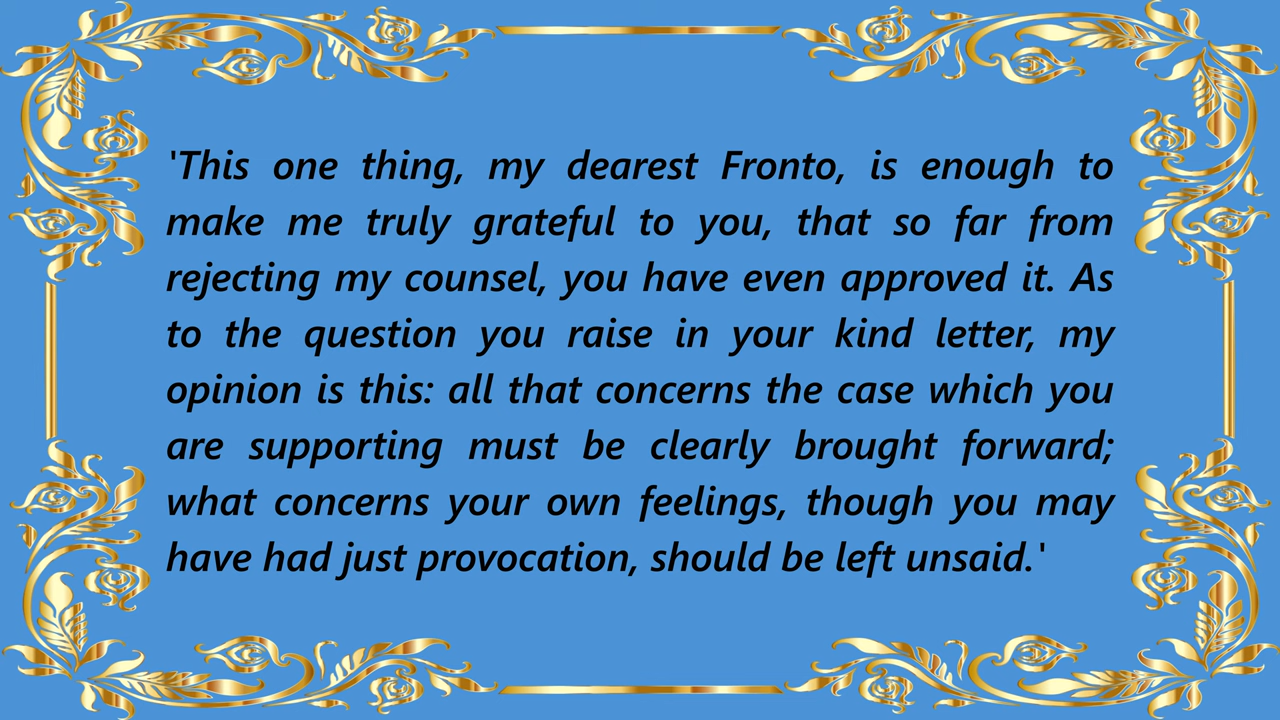 'This one thing, my dearest Fronto, is enough to
make me truly grateful to you, that so far from
rejecting my counsel, you have even approved it. As
to the question you raise in your kind letter, my
opinion is this: all that concerns the case which you
are supporting must be clearly brought forward;
what concerns your own feelings, though you may
have had just provocation, should be left unsaid.'